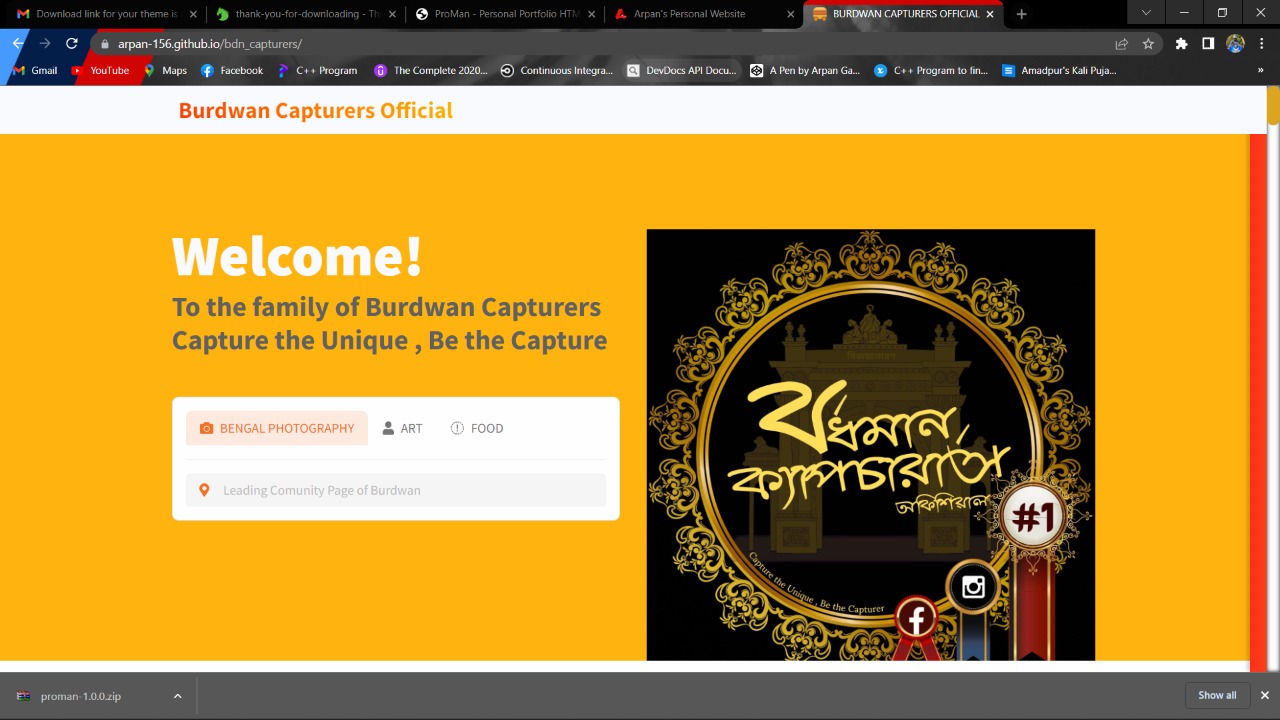 Download link for your theme is
thank-you-for-downloading - Th
ProMan - Personal Portfolio HTM
Arpan's Personal Website
BURDWAN CAPTURERS OFFICIAL
arpan-156.github.io/bdn_capturers/
Gmail
YouTube
Maps
Facebook
C++ Program
The Complete 2020...
Continuous Integra...
DevDocs API Docu...
A Pen by Arpan Ga...
C++ Program to fin...
Amadpur's Kali Puja...
»
Burdwan Capturers Official
Welcome!
To the family of Burdwan Capturers
Capture the Unique , Be the Capture
BENGAL PHOTOGRAPHY
ART
FOOD
Leading Comunity Page of Burdwan
বর্ধমান
ক্যাপচারার্স
অফিশিয়াল
#1
Capture the Unique , Be the Capturer
proman-1.0.0.zip
Show all